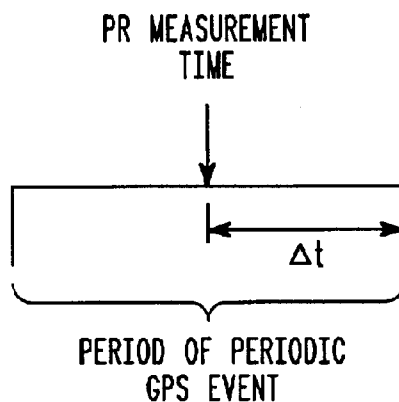 PR MEASUREMENT
TIME
Δt
PERIOD OF PERIODIC
GPS EVENT